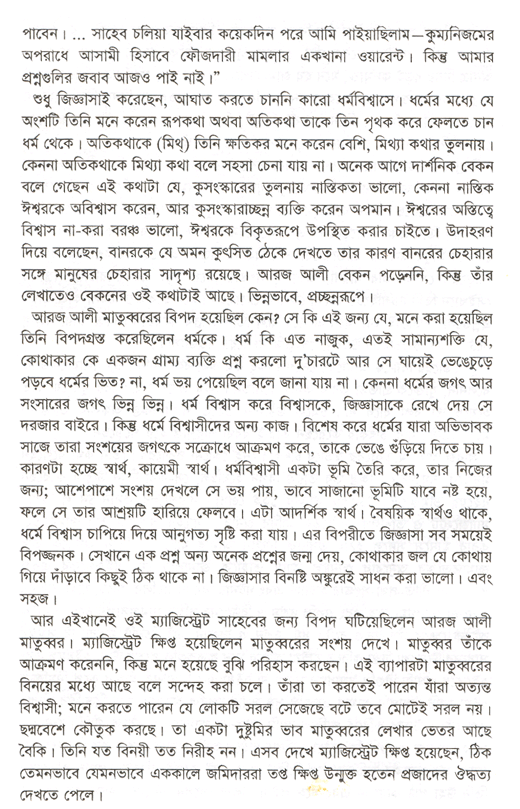 পাবেন। ... সাহেব চলিয়া যাইবার কয়েকদিন পরে আমি পাইয়াছিলাম—কুম্যুনিজমের
অপরাধে আসামী হিসাবে ফৌজদারী মামলার একখানা ওয়ারেন্ট। কিন্তু আমার
প্রশ্নগুলির জবাব আজও পাই নাই।”
শুধু জিজ্ঞাসাই করেছেন, আঘাত করতে চাননি কারো ধর্মবিশ্বাসে। ধর্মের মধ্যে যে
অংশটি তিনি মনে করেন রূপকথা অথবা অতিকথা তাকে তিন পৃথক করে ফেলতে চান
ধর্ম থেকে। অতিকথাকে (মিথ্) তিনি ক্ষতিকর মনে করেন বেশি, মিথ্যা কথার তুলনায়।
কেননা অতিকথাকে মিথ্যা কথা বলে সহসা চেনা যায় না। অনেক আগে দার্শনিক বেকন
বলে গেছেন এই কথাটা যে, কুসংস্কারের তুলনায় নাস্তিকতা ভালো, কেননা নাস্তিক
ঈশ্বরকে অবিশ্বাস করেন, আর কুসংস্কারাচ্ছন্ন ব্যক্তি করেন অপমান। ঈশ্বরের অস্তিত্বে
বিশ্বাস না-করা বরঞ্চ ভালো, ঈশ্বরকে বিকৃতরূপে উপস্থিত করার চাইতে। উদাহরণ
দিয়ে বলেছেন, বানরকে যে অমন কুৎসিত ঠেকে দেখতে তার কারণ বানরের চেহারার
সঙ্গে মানুষের চেহারার সাদৃশ্য রয়েছে। আরজ আলী বেকন পড়েননি, কিন্তু তাঁর
লেখাতেও বেকনের ওই কথাটাই আছে। ভিন্নভাবে, প্রচ্ছন্নরূপে।
আরজ আলী মাতুব্বরের বিপদ হয়েছিল কেন? সে কি এই জন্য যে, মনে করা হয়েছিল
তিনি বিপদগ্রস্ত করেছিলেন ধর্মকে। ধর্ম কি এত নাজুক, এতই সামান্যশক্তি যে,
কোথাকার কে একজন গ্রাম্য ব্যক্তি প্রশ্ন করলো দু'চারটে আর সে ঘায়েই ভেঙেচুড়ে
পড়বে ধর্মের ভিত? না, ধর্ম ভয় পেয়েছিল বলে জানা যায় না। কেননা ধর্মের জগৎ আর
সংসারের জগৎ ভিন্ন ভিন্ন। ধর্ম বিশ্বাস করে বিশ্বাসকে, জিজ্ঞাসাকে রেখে দেয় সে
দরজার বাইরে। কিন্তু ধর্মে বিশ্বাসীদের অন্য কাজ। বিশেষ করে ধর্মের যারা অভিভাবক
সাজে তারা সংশয়ের জগৎকে সক্রোধে আক্রমণ করে, তাকে ভেঙে গুঁড়িয়ে দিতে চায়।
কারণটা হচ্ছে স্বার্থ, কায়েমী স্বার্থ। ধর্মবিশ্বাসী একটা ভূমি তৈরি করে, তার নিজের
জন্য; আশেপাশে সংশয় দেখলে সে ভয় পায়, ভাবে সাজানো ভূমিটি যাবে নষ্ট হয়ে,
ফলে সে তার আশ্রয়টি হারিয়ে ফেলবে। এটা আদর্শিক স্বার্থ। বৈষয়িক স্বার্থও থাকে,
ধর্মে বিশ্বাস চাপিয়ে দিয়ে আনুগত্য সৃষ্টি করা যায়। এর বিপরীতে জিজ্ঞাসা সব সময়েই
বিপজ্জনক। সেখানে এক প্রশ্ন অন্য অনেক প্রশ্নের জন্ম দেয়, কোথাকার জল যে কোথায়
গিয়ে দাঁড়াবে কিছুই ঠিক থাকে না। জিজ্ঞাসার বিনষ্টি অঙ্কুরেই সাধন করা ভালো। এবং
সহজ।
আর এইখানেই ওই ম্যাজিস্ট্রেট সাহেবের জন্য বিপদ ঘটিয়েছিলেন আরজ আলী
মাতুব্বর। ম্যাজিস্ট্রেট ক্ষিপ্ত হয়েছিলেন মাতুব্বরের সংশয় দেখে। মাতুব্বর তাঁকে
আক্রমণ করেননি, কিন্তু মনে হয়েছে বুঝি পরিহাস করছেন। এই ব্যাপারটা মাতুব্বরের
বিনয়ের মধ্যে আছে বলে সন্দেহ করা চলে। তাঁরা তা করতেই পারেন যাঁরা অত্যন্ত
বিশ্বাসী; মনে করতে পারেন যে লোকটি সরল সেজেছে বটে তবে মোটেই সরল নয়।
ছদ্মবেশে কৌতুক করছে। তা একটা দুষ্টুমির ভাব মাতুব্বরের লেখার ভেতর আছে
বৈকি। তিনি যত বিনয়ী তত নিরীহ নন। এসব দেখে ম্যাজিস্ট্রেট ক্ষিপ্ত হয়েছেন, ঠিক
তেমনভাবে যেমনভাবে এককালে জমিদাররা তপ্ত ক্ষিপ্ত উন্মুক্ত হতেন প্রজাদের ঔদ্ধত্য
দেখতে পেলে।